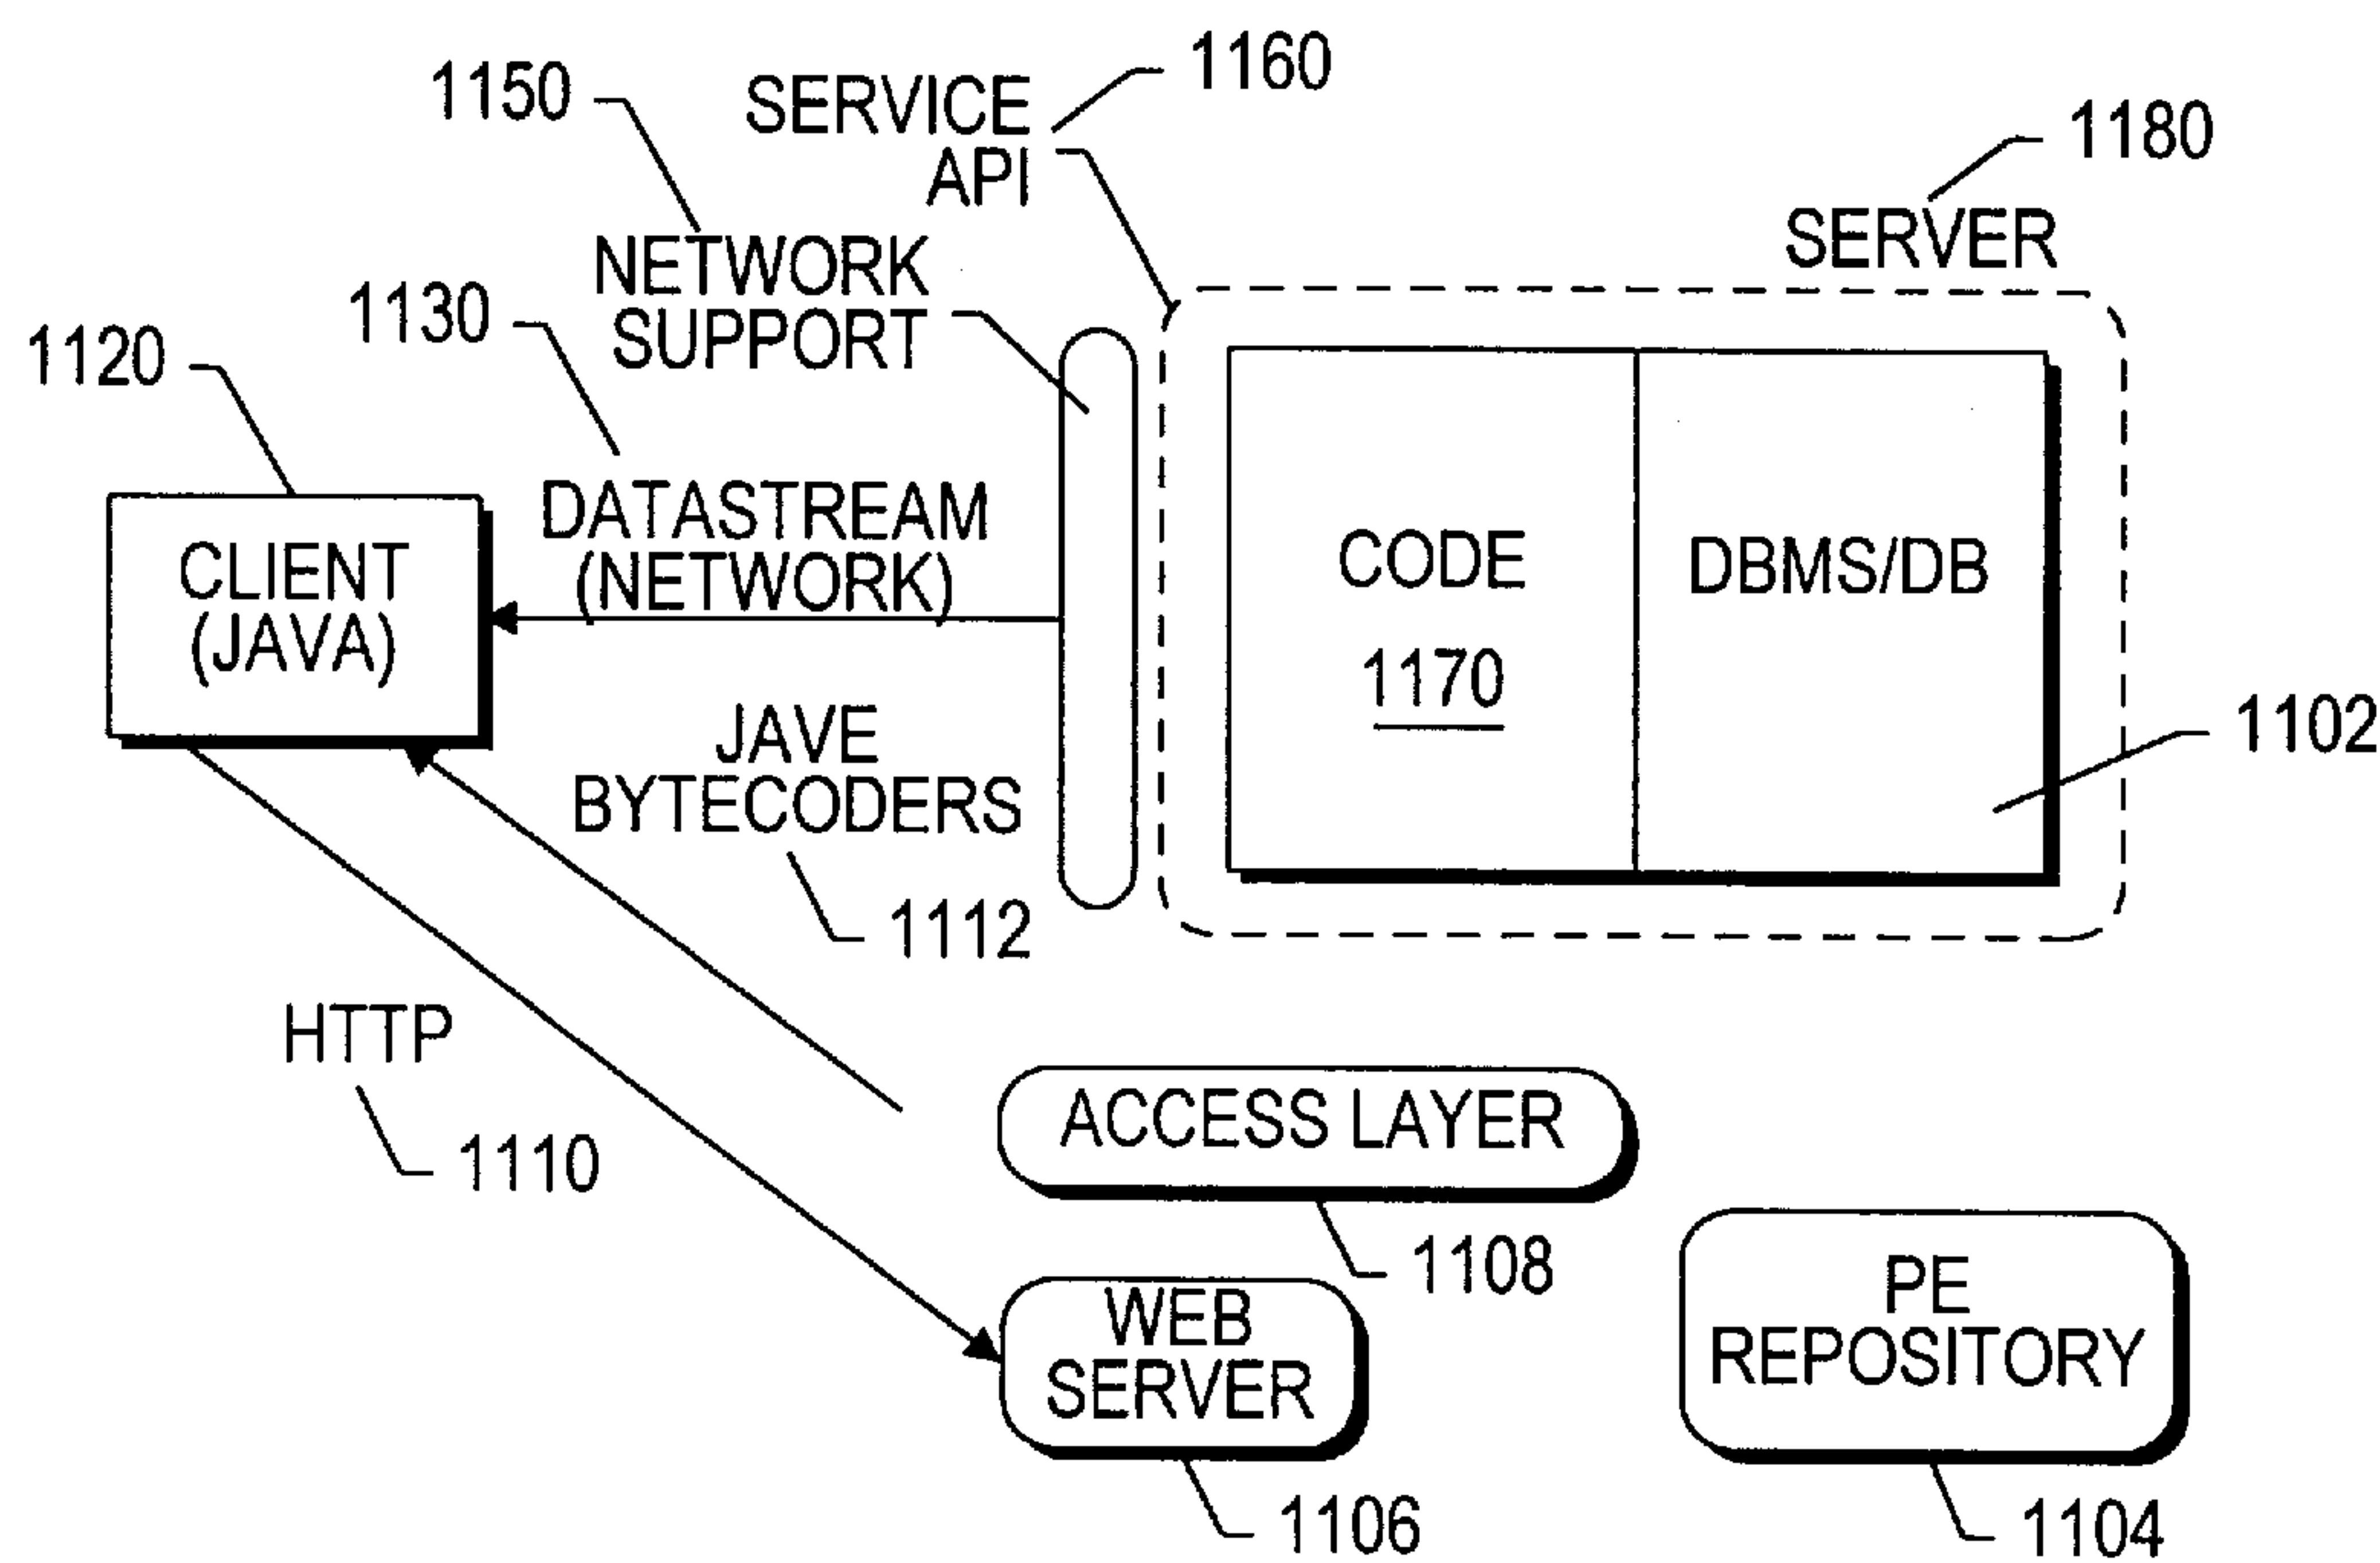 1160
1150
SERVICE
API
1180
SERVER
NETWORK
SUPPORT
1130
1120
DATASTREAM
(NETWORK)
CLIENT
(JAVA)
CODE
1170
DBMS/DB
1102
JAVE
BYTECODERS
1112
HTTP
1110
ACCESS LAYER
1108
WEB
SERVER
1106
PE
REPOSITORY
1104